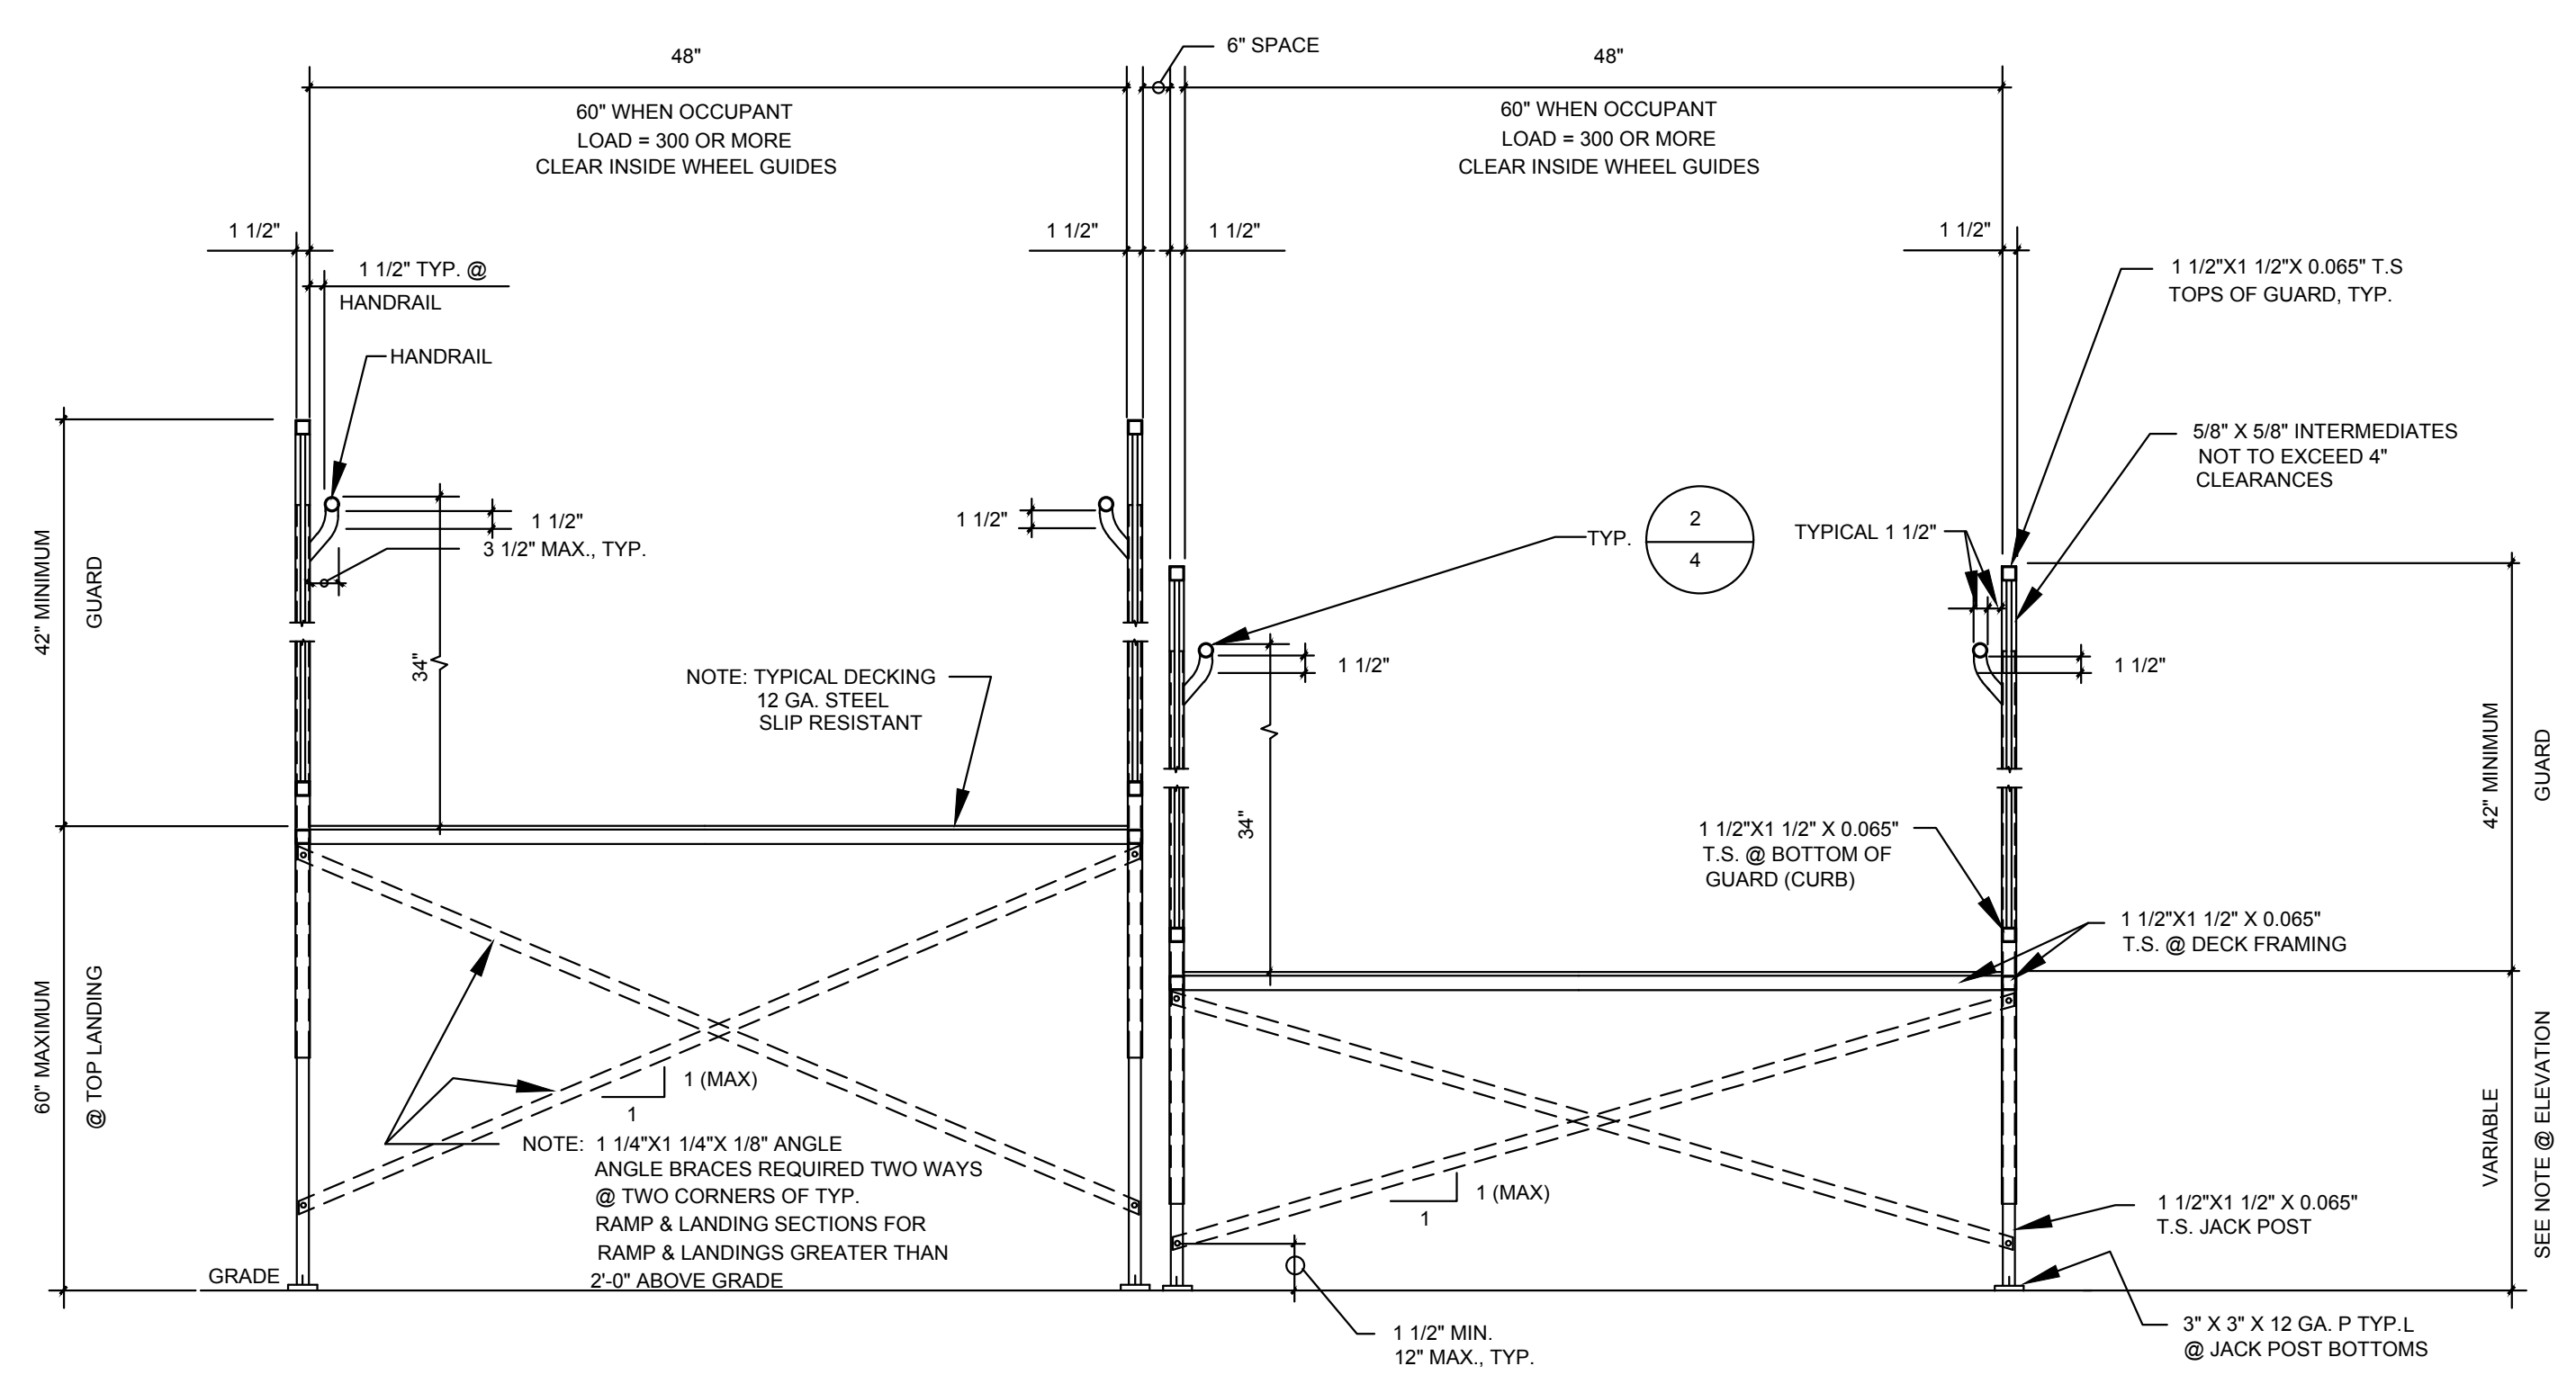 48"
6" SPACE
48"
60" WHEN OCCUPANT
LOAD = 300 OR MORE
CLEAR INSIDE WHEEL GUIDES
60" WHEN OCCUPANT
LOAD = 300 OR MORE
CLEAR INSIDE WHEEL GUIDES
1 1/2"
1 1/2"
1 1/2"
1 1/2"
1 1/2" TYP. @
HANDRAIL
HANDRAIL
1 1/2"X1 1/2"X 0.065" T.S
TOPS OF GUARD, TYP.
5/8" X 5/8" INTERMEDIATES
NOT TO EXCEED 4"
CLEARANCES
42" MINIMUM
GUARD
1 1/2"
3 1/2" MAX., TYP.
34"
1 1/2"
TYP.
2
4
TYPICAL 1 1/2"
1 1/2"
1 1/2"
NOTE: TYPICAL DECKING
12 GA. STEEL
SLIP RESISTANT
34"
42" MINIMUM
GUARD
1 1/2"X1 1/2" X 0.065"
T.S. @ BOTTOM OF
GUARD (CURB)
1 1/2"X1 1/2" X 0.065"
T.S. @ DECK FRAMING
60" MAXIMUM
@ TOP LANDING
1 (MAX)
1
NOTE: 1 1/4"X1 1/4"X 1/8" ANGLE
ANGLE BRACES REQUIRED TWO WAYS
@ TWO CORNERS OF TYP.
RAMP & LANDING SECTIONS FOR
RAMP & LANDINGS GREATER THAN
2'-0" ABOVE GRADE
GRADE
1 (MAX)
1
VARIABLE
SEE NOTE @ ELEVATION
1 1/2"X1 1/2" X 0.065"
T.S. JACK POST
1 1/2" MIN.
12" MAX., TYP.
3" X 3" X 12 GA. P TYP.L
@ JACK POST BOTTOMS